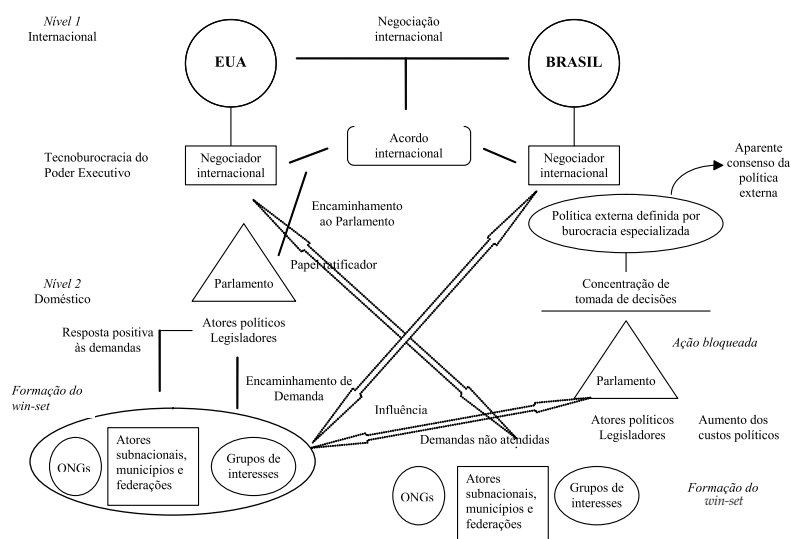 Nível 1
Internacional
Negociação
internacional
EUA
BRASIL
Tecnoburocracia do
Poder Executivo
Negociador
internacional
Acordo
internacional
Negociador
internacional
Aparente
consenso da
política
externa
Encaminhamento
ao Parlamento
Política externa definida por
burocracia especializada
Papel ratificador
Nível 2
Doméstico
Parlamento
Concentração de
tomada de decisões
Resposta positiva
às demandas
Atores políticos
Legisladores
Ação bloqueada
Parlamento
Formação do
win-set
Encaminhamento de
Demanda
Influência
Atores políticos
Legisladores
Aumento dos
custos políticos
Demandas não atendidas
ONGs
Atores
subnacionais,
municípios e
federações
Grupos de
interesses
ONGs
Atores
subnacionais,
municípios e
federações
Grupos de
interesses
Formação do
win-set